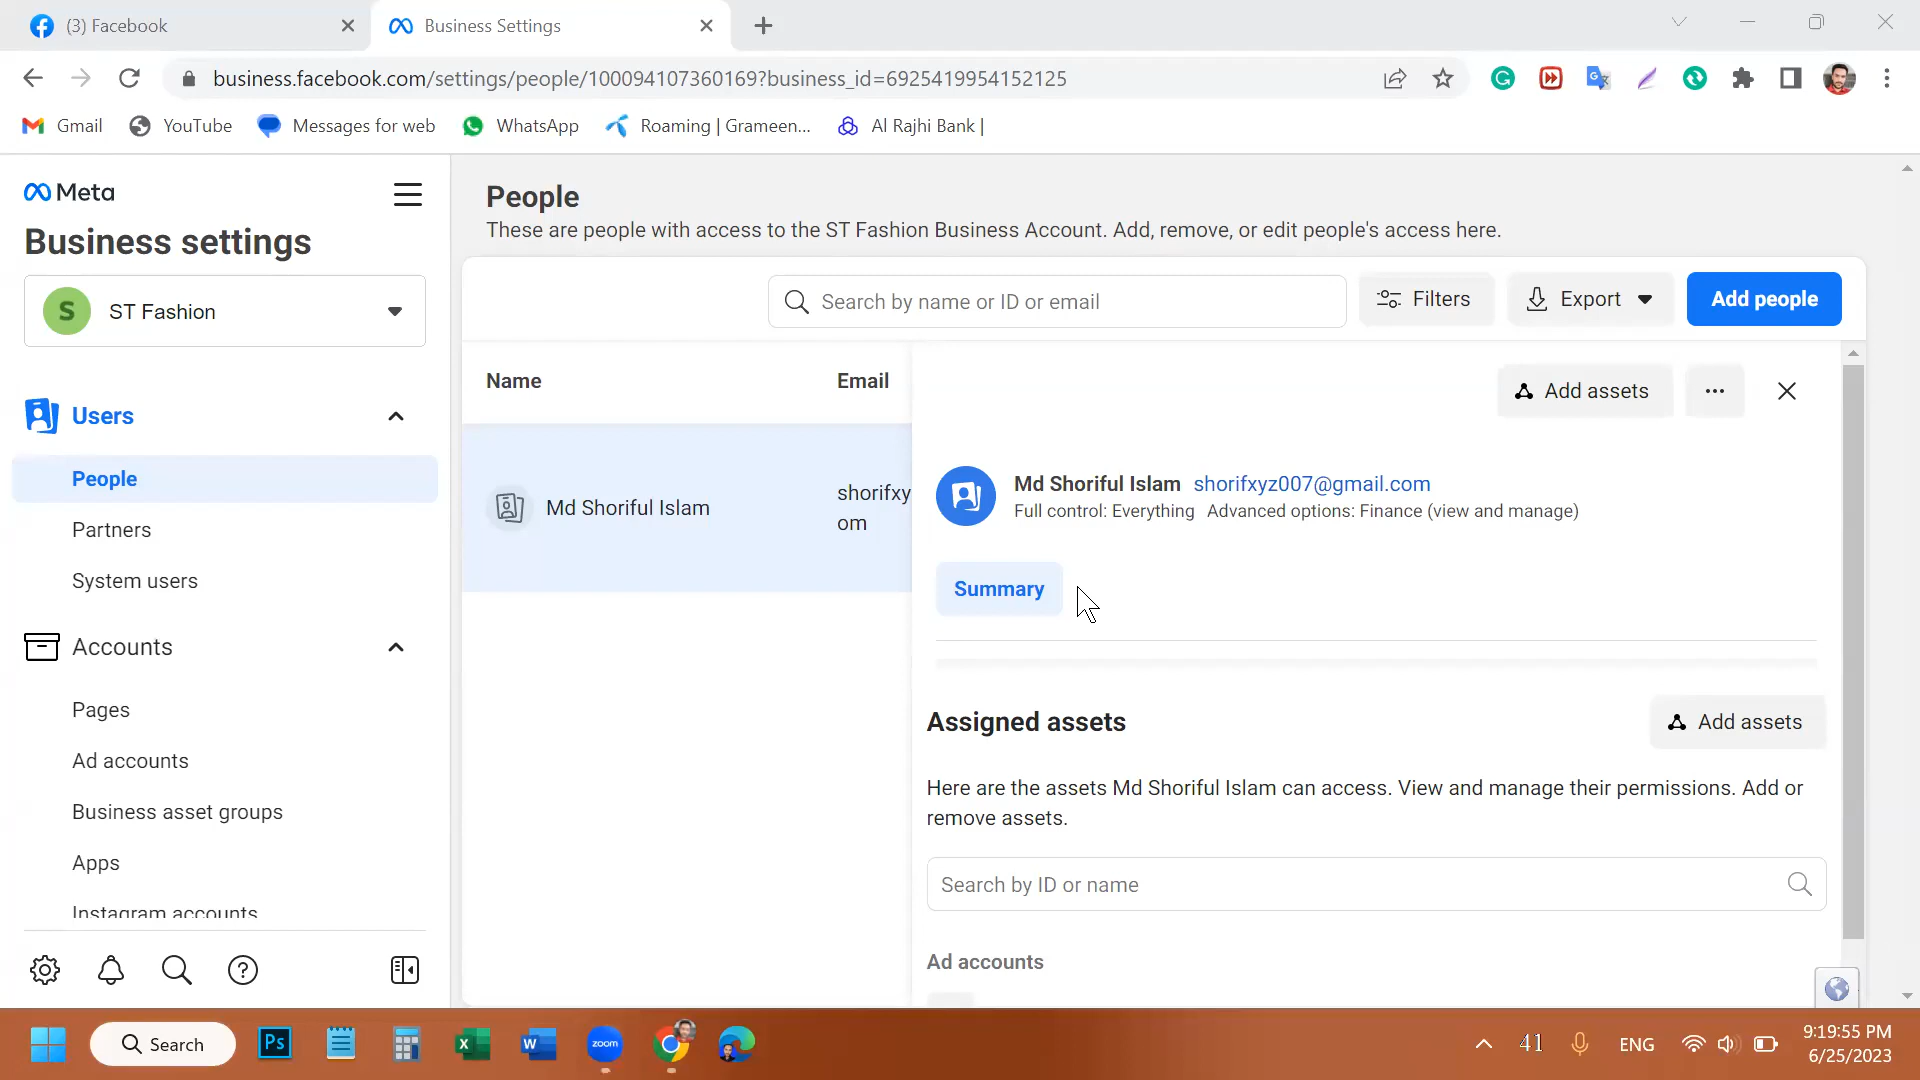 (3) Facebook
Business Settings
business.facebook.com/settings/people/100094107360169?business_id=6925419954152125
Gmail
YouTube
Messages for web
WhatsApp
Roaming | Grameen...
Al Rajhi Bank |
Meta
Business settings
S ST Fashion
Users
People
Partners
System users
Accounts
Pages
Ad accounts
Business asset groups
Apps
Instagram accounts
People
These are people with access to the ST Fashion Business Account. Add, remove, or edit people's access here.
Search by name or ID or email
Filters
Export
Add people
Name
Email
Md Shoriful Islam
shorifxy
om
Add assets
Md Shoriful Islam shorifxyz007@gmail.com
Full control: Everything Advanced options: Finance (view and manage)
Summary
Assigned assets
Add assets
Here are the assets Md Shoriful Islam can access. View and manage their permissions. Add or
remove assets.
Search by ID or name
Ad accounts
Search
Ps
X
W
zoom
41
ENG
9:19:55 PM
6/25/2023